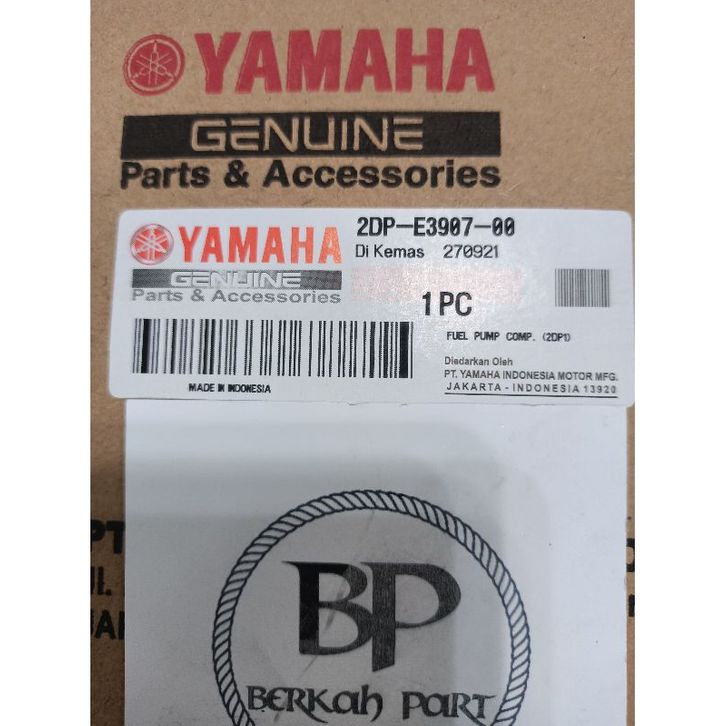 YAMAHA
GENUINE
Parts & Accessories
YAMAHA
GENUINE
Parts & Accessories
2DP-E3907-00
Di Kemas 270921
1 PC
FUEL PUMP COMP. (2DP1)
Diedarkan Oleh
PT. YAMAHA INDONESIA MOTOR MFG.
JAKARTA - INDONESIA 13920
MADE IN INDONESIA
PT
BP
BERKAH PART